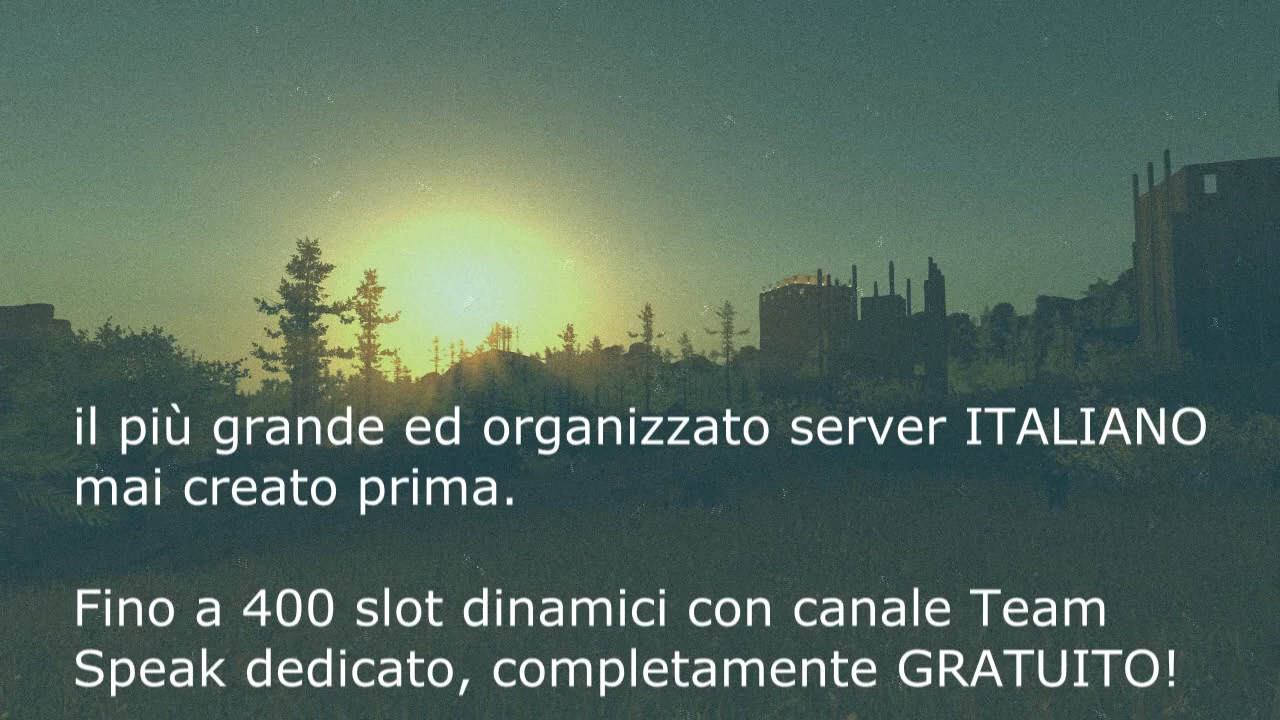 il più grande ed organizzato server ITALIANO
mai creato prima.
Fino a 400 slot dinamici con canale Team
Speak dedicato, completamente GRATUITO!